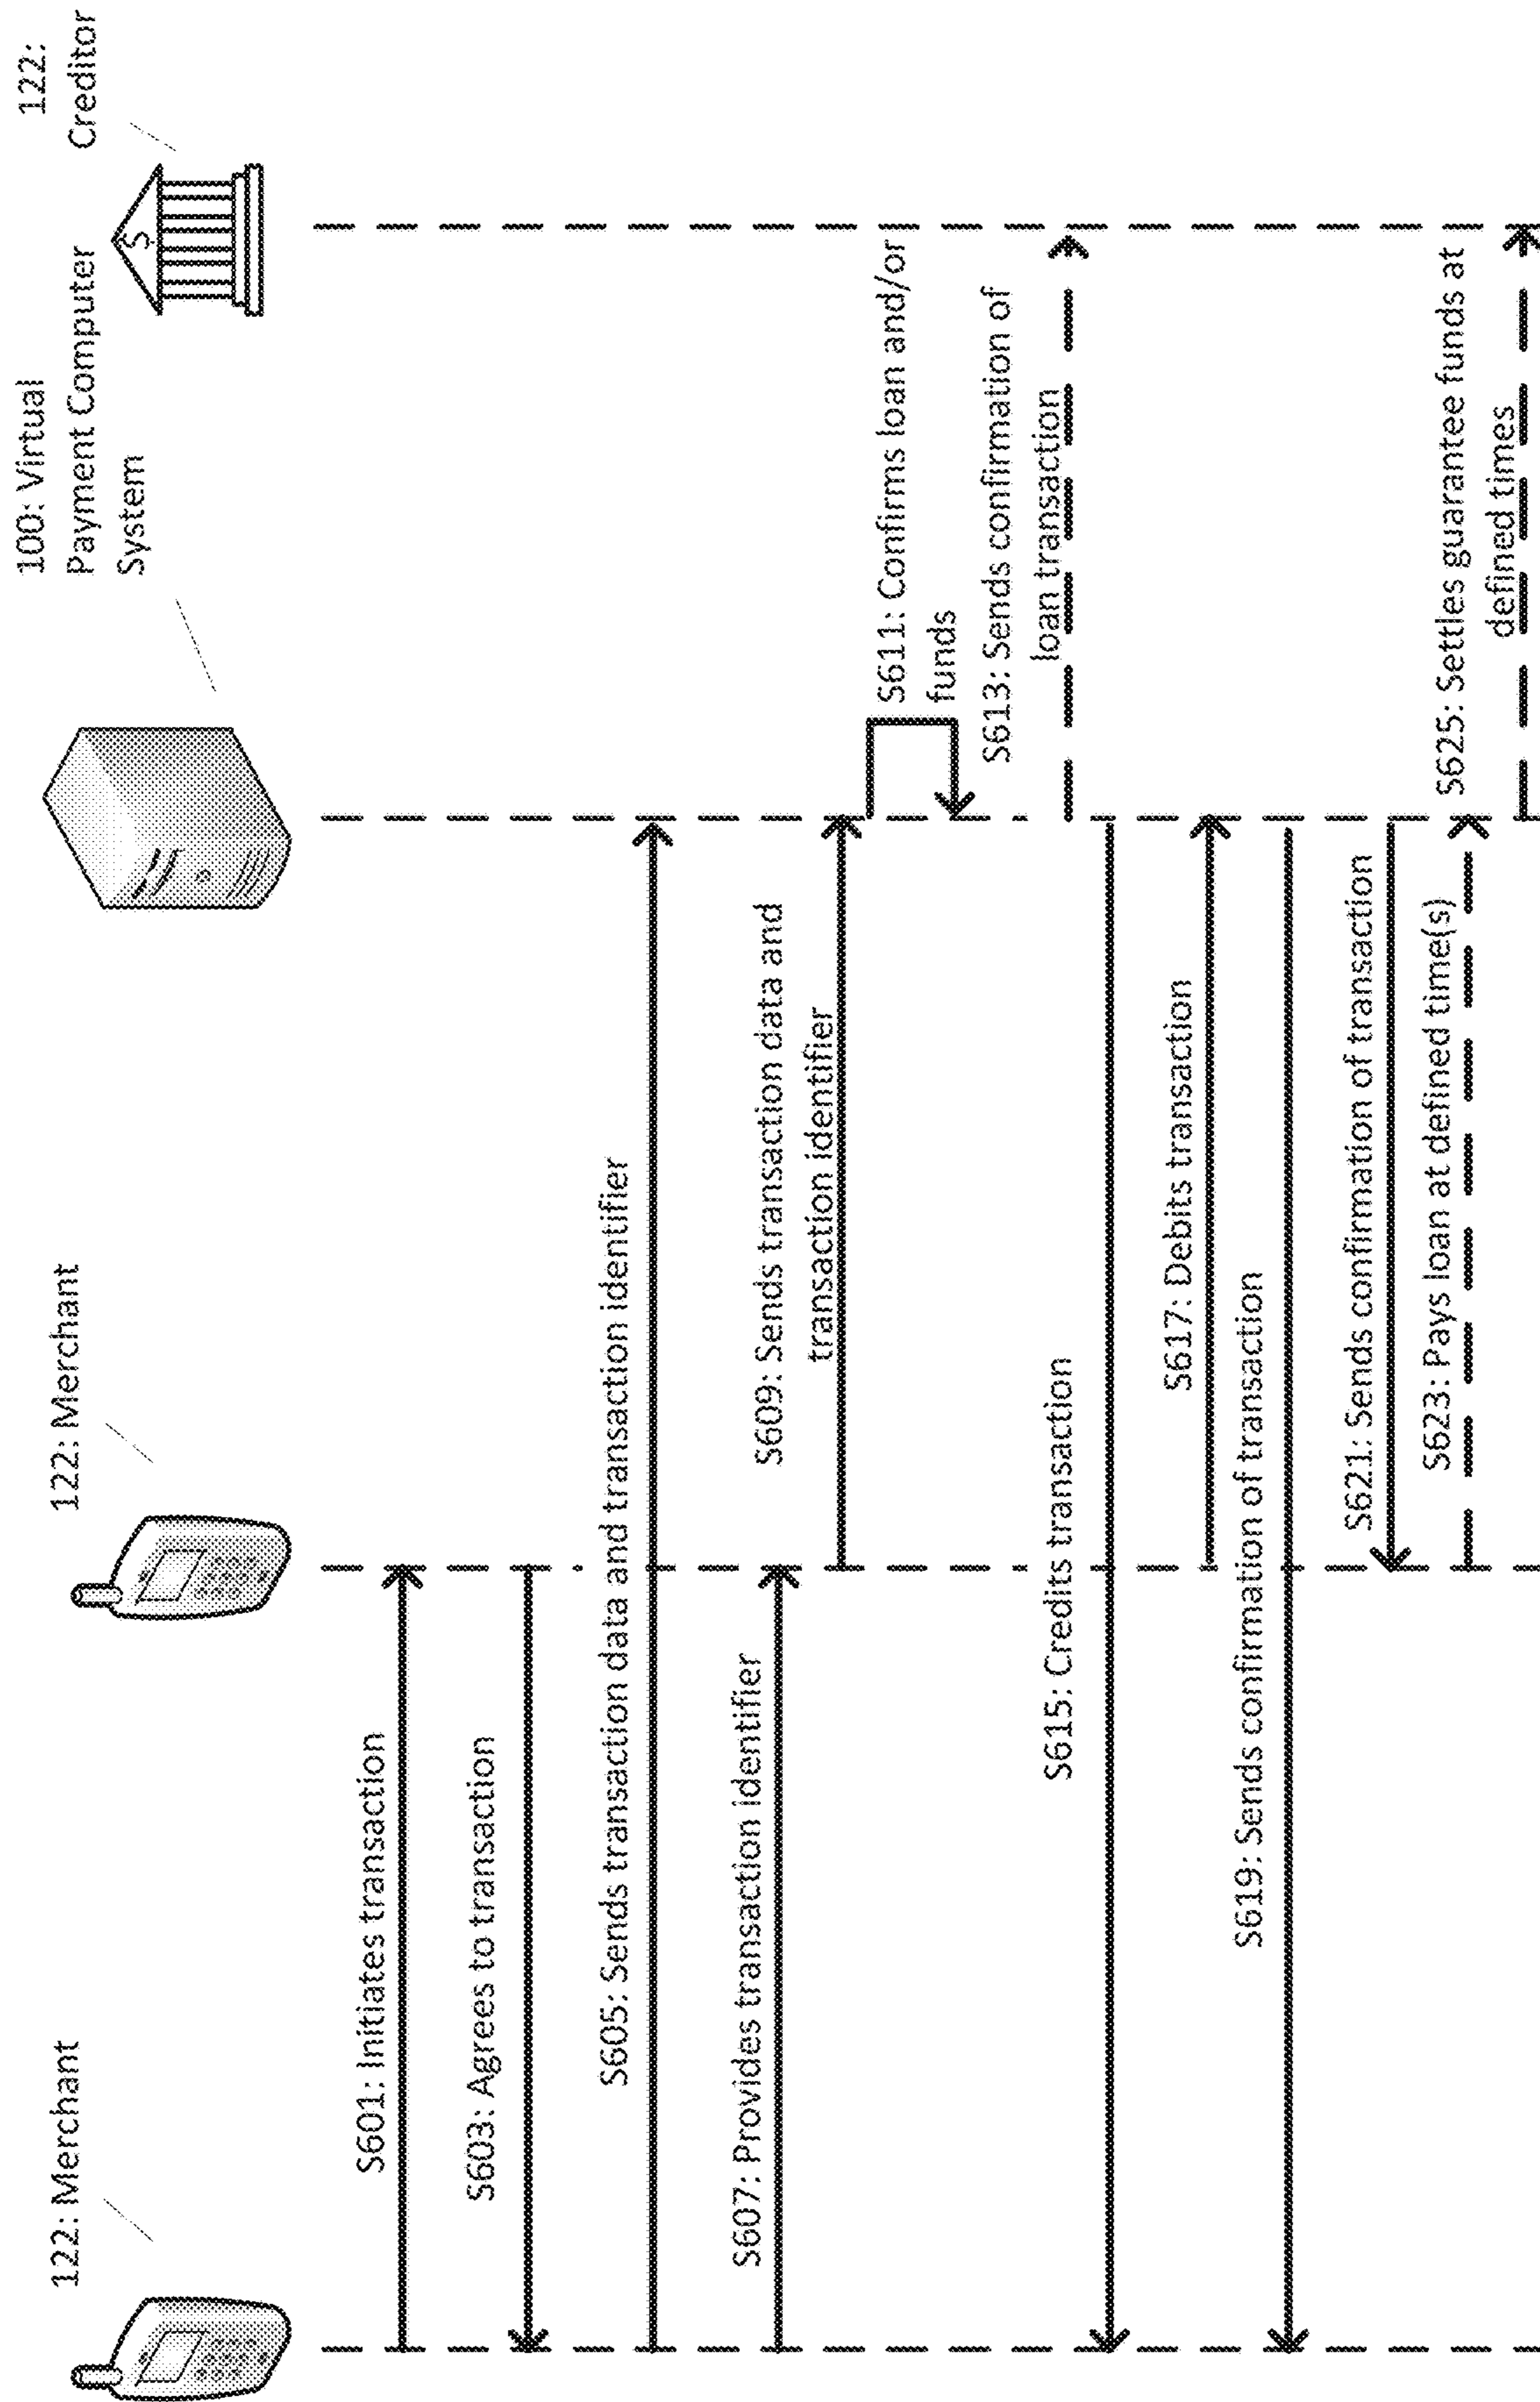 122: Merchant
122: Merchant
100: Virtual
Payment Computer
System
122:
Creditor
$
S601: Initiates transaction
S603: Agrees to transaction
S605: Sends transaction data and transaction identifier
S607: Provides transaction identifier
S609: Sends transaction data and
transaction identifier
S611: Confirms loan and/or
funds
S613: Sends confirmation of
loan transaction
S615: Credits transaction
S617: Debits transaction
S619: Sends confirmation of transaction
S621: Sends confirmation of transaction
S623: Pays loan at defined time(s)
S625: Settles guarantee funds at
defined times